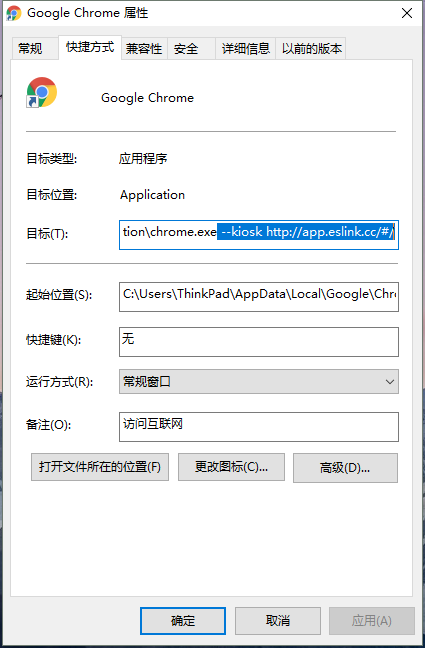 Google Chrome 属性
常规 快捷方式 兼容性 安全 详细信息 以前的版本
Google Chrome
目标类型: 应用程序
目标位置: Application
目标(T): tion\chrome.exe --kiosk http://app.eslink.cc/#/
起始位置(S): C:\Users\ThinkPad\AppData\Local\Google\Chr
快捷键(K): 无
运行方式(R): 常规窗口
备注(O): 访问互联网
打开文件所在的位置(F) 更改图标(C)... 高级(D)...
确定 取消 应用(A)